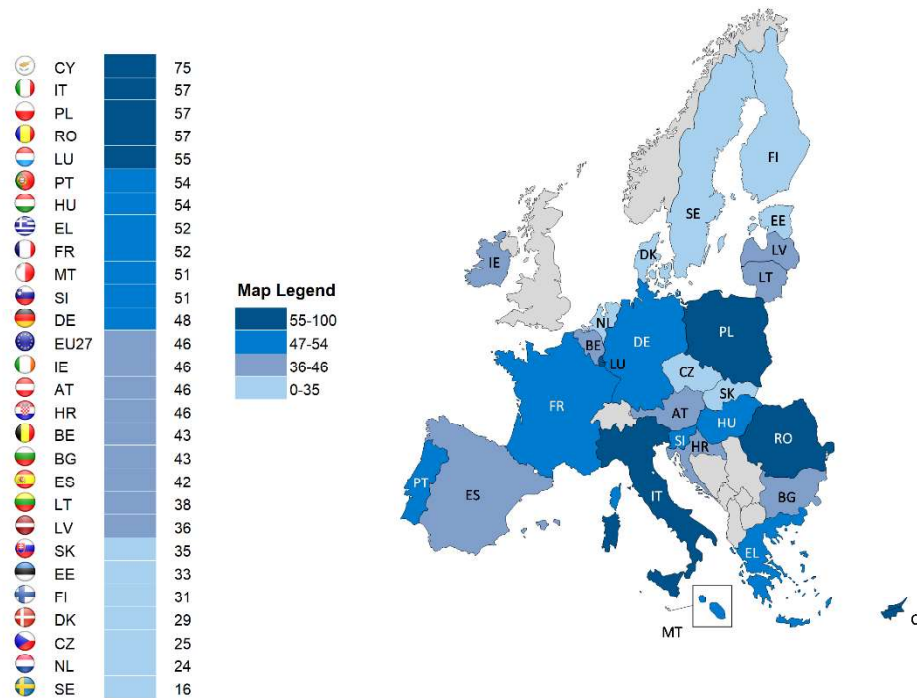 CY 75
IT 57
PL 57
RO 57
LU 55
PT 54
HU 54
EL 52
FR 52
MT 51
SI 51
DE 48
EU27 46
IE 46
AT 46
HR 46
BE 43
BG 43
ES 42
LT 38
LV 36
SK 35
EE 33
FI 31
DK 29
CZ 25
NL 24
SE 16
Map Legend
55-100
47-54
36-46
0-35
FI
SE
EE
LV
LT
DK
IE
NL
BE
DE
PL
LU
CZ
SK
FR
AT
HU
RO
SI
HR
PT
ES
IT
BG
EL
MT
C